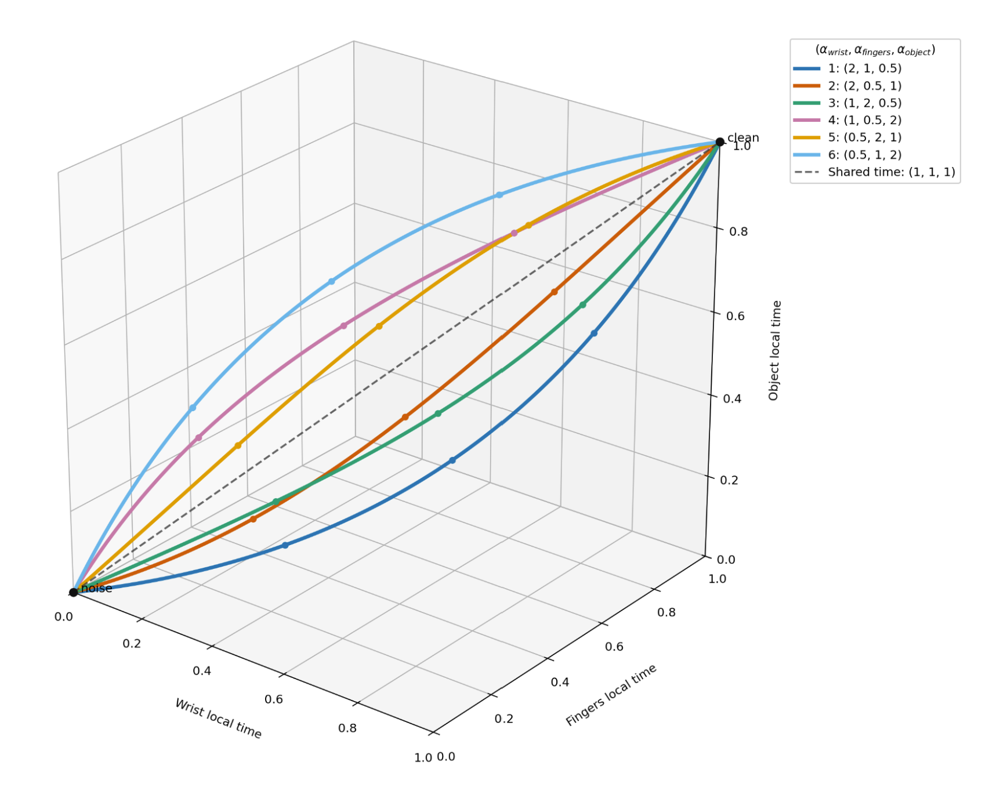 (α_wrist, α_fingers, α_object)
1: (2, 1, 0.5)
2: (2, 0.5, 1)
3: (1, 2, 0.5)
4: (1, 0.5, 2)
5: (0.5, 2, 1)
6: (0.5, 1, 2)
Shared time: (1, 1, 1)
clean
1.0
0.8
0.6
0.4
0.2
0.0
Object local time
noise
0.0
0.2
0.4
0.6
0.8
1.0
Wrist local time
0.0
0.2
0.4
0.6
0.8
1.0
Fingers local time